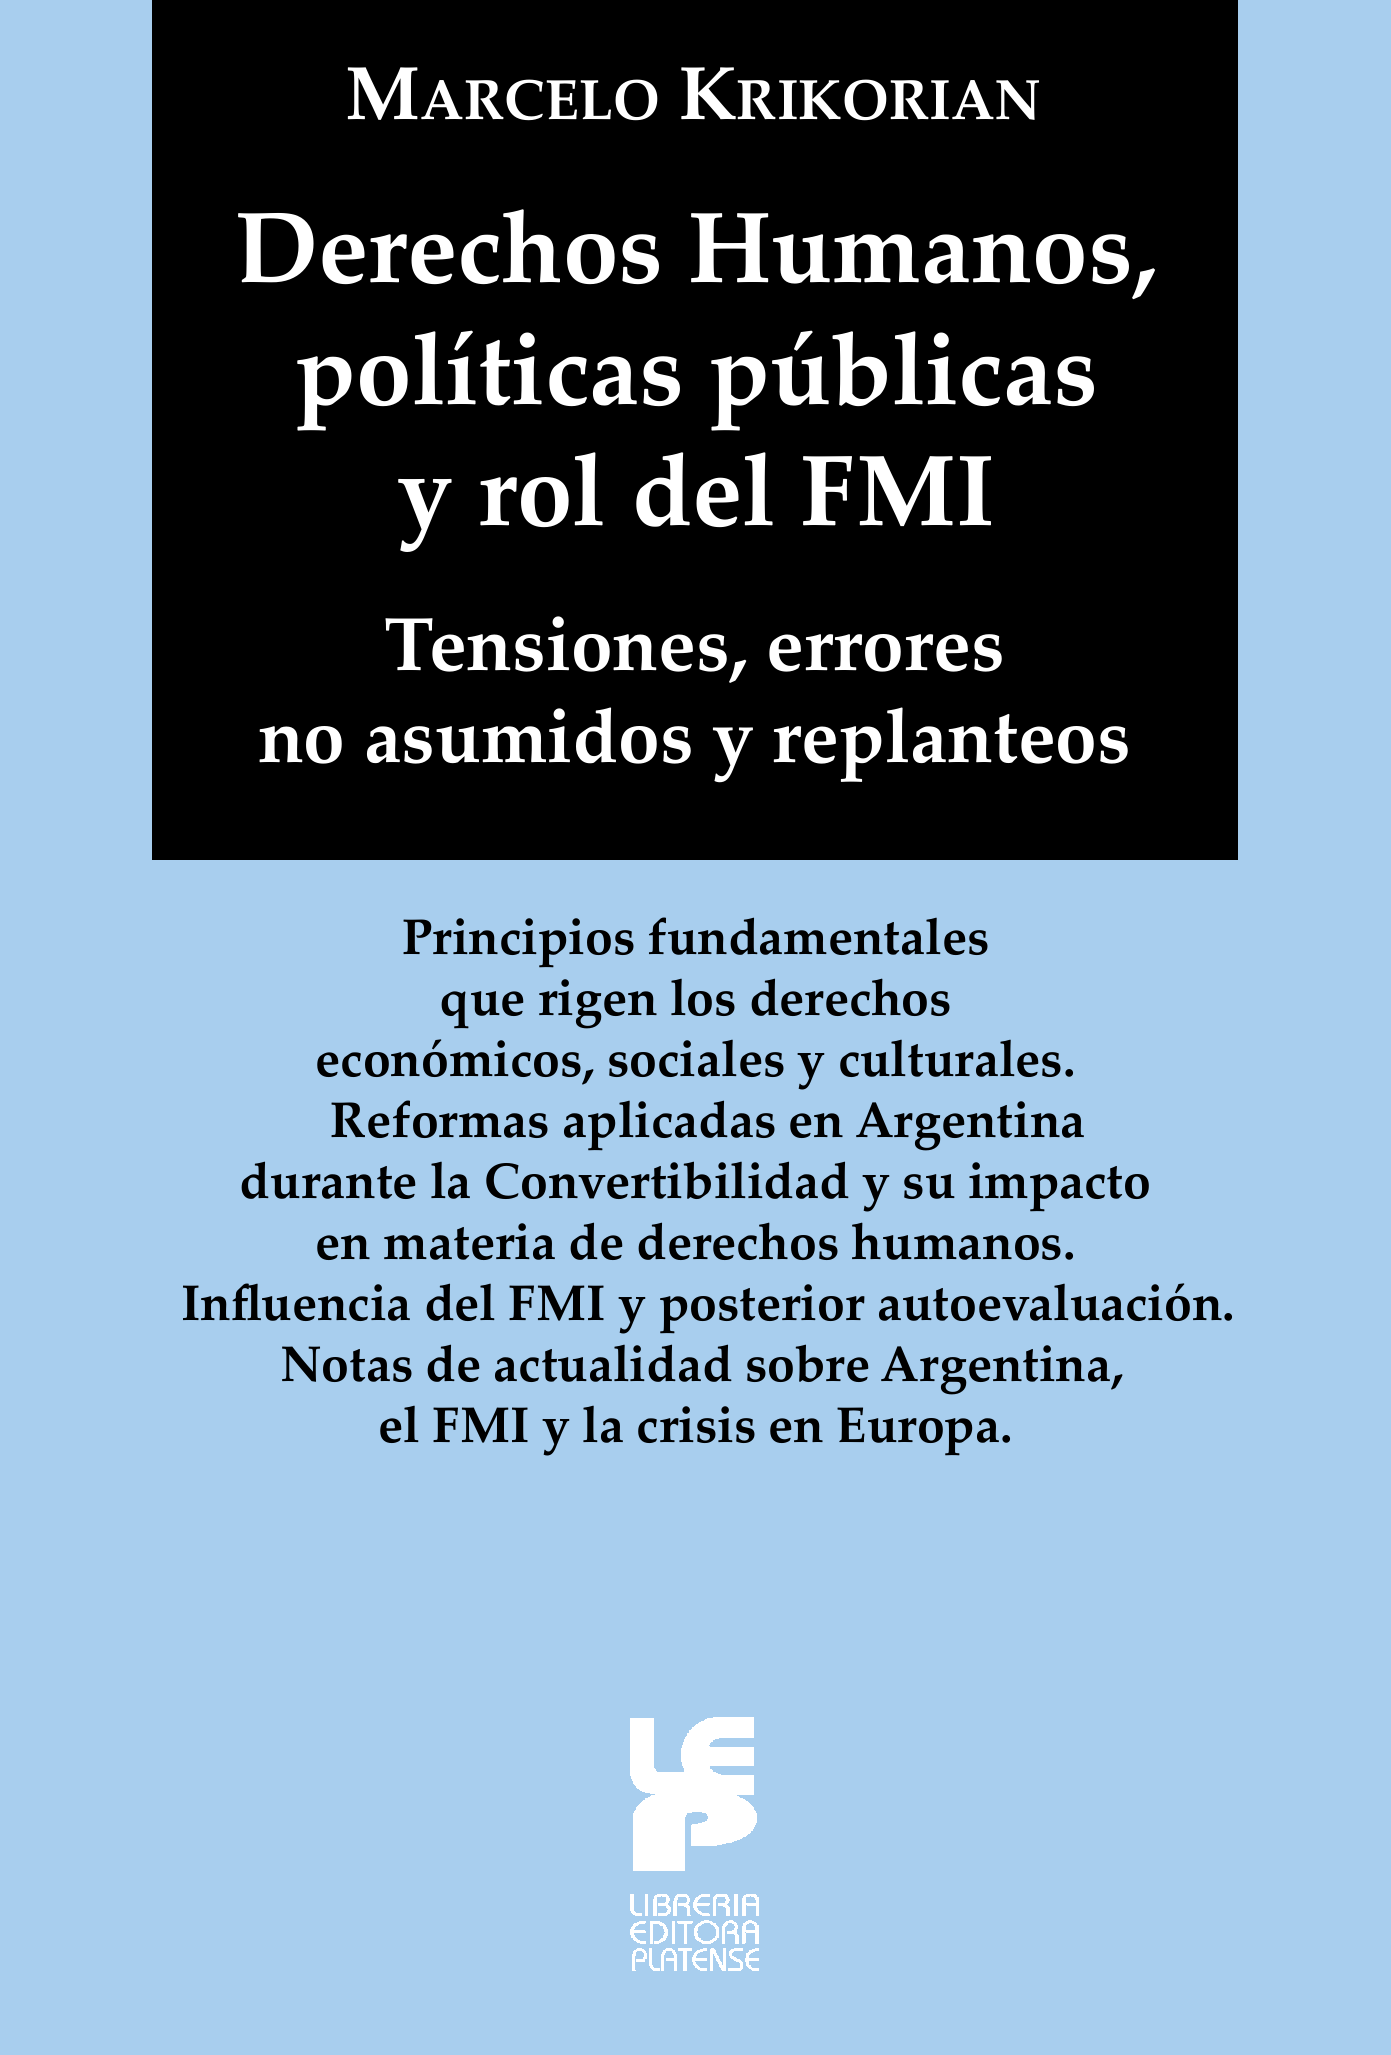 MARCELO KRIKORIAN
Derechos Humanos,
políticas públicas
y rol del FMI
Tensiones, errores
no asumidos y replanteos
Principios fundamentales
que rigen los derechos
económicos, sociales y culturales.
Reformas aplicadas en Argentina
durante la Convertibilidad y su impacto
en materia de derechos humanos.
Influencia del FMI y posterior autoevaluación.
Notas de actualidad sobre Argentina,
el FMI y la crisis en Europa.
LE
P
LIBRERIA
EDITORA
PLATENSE